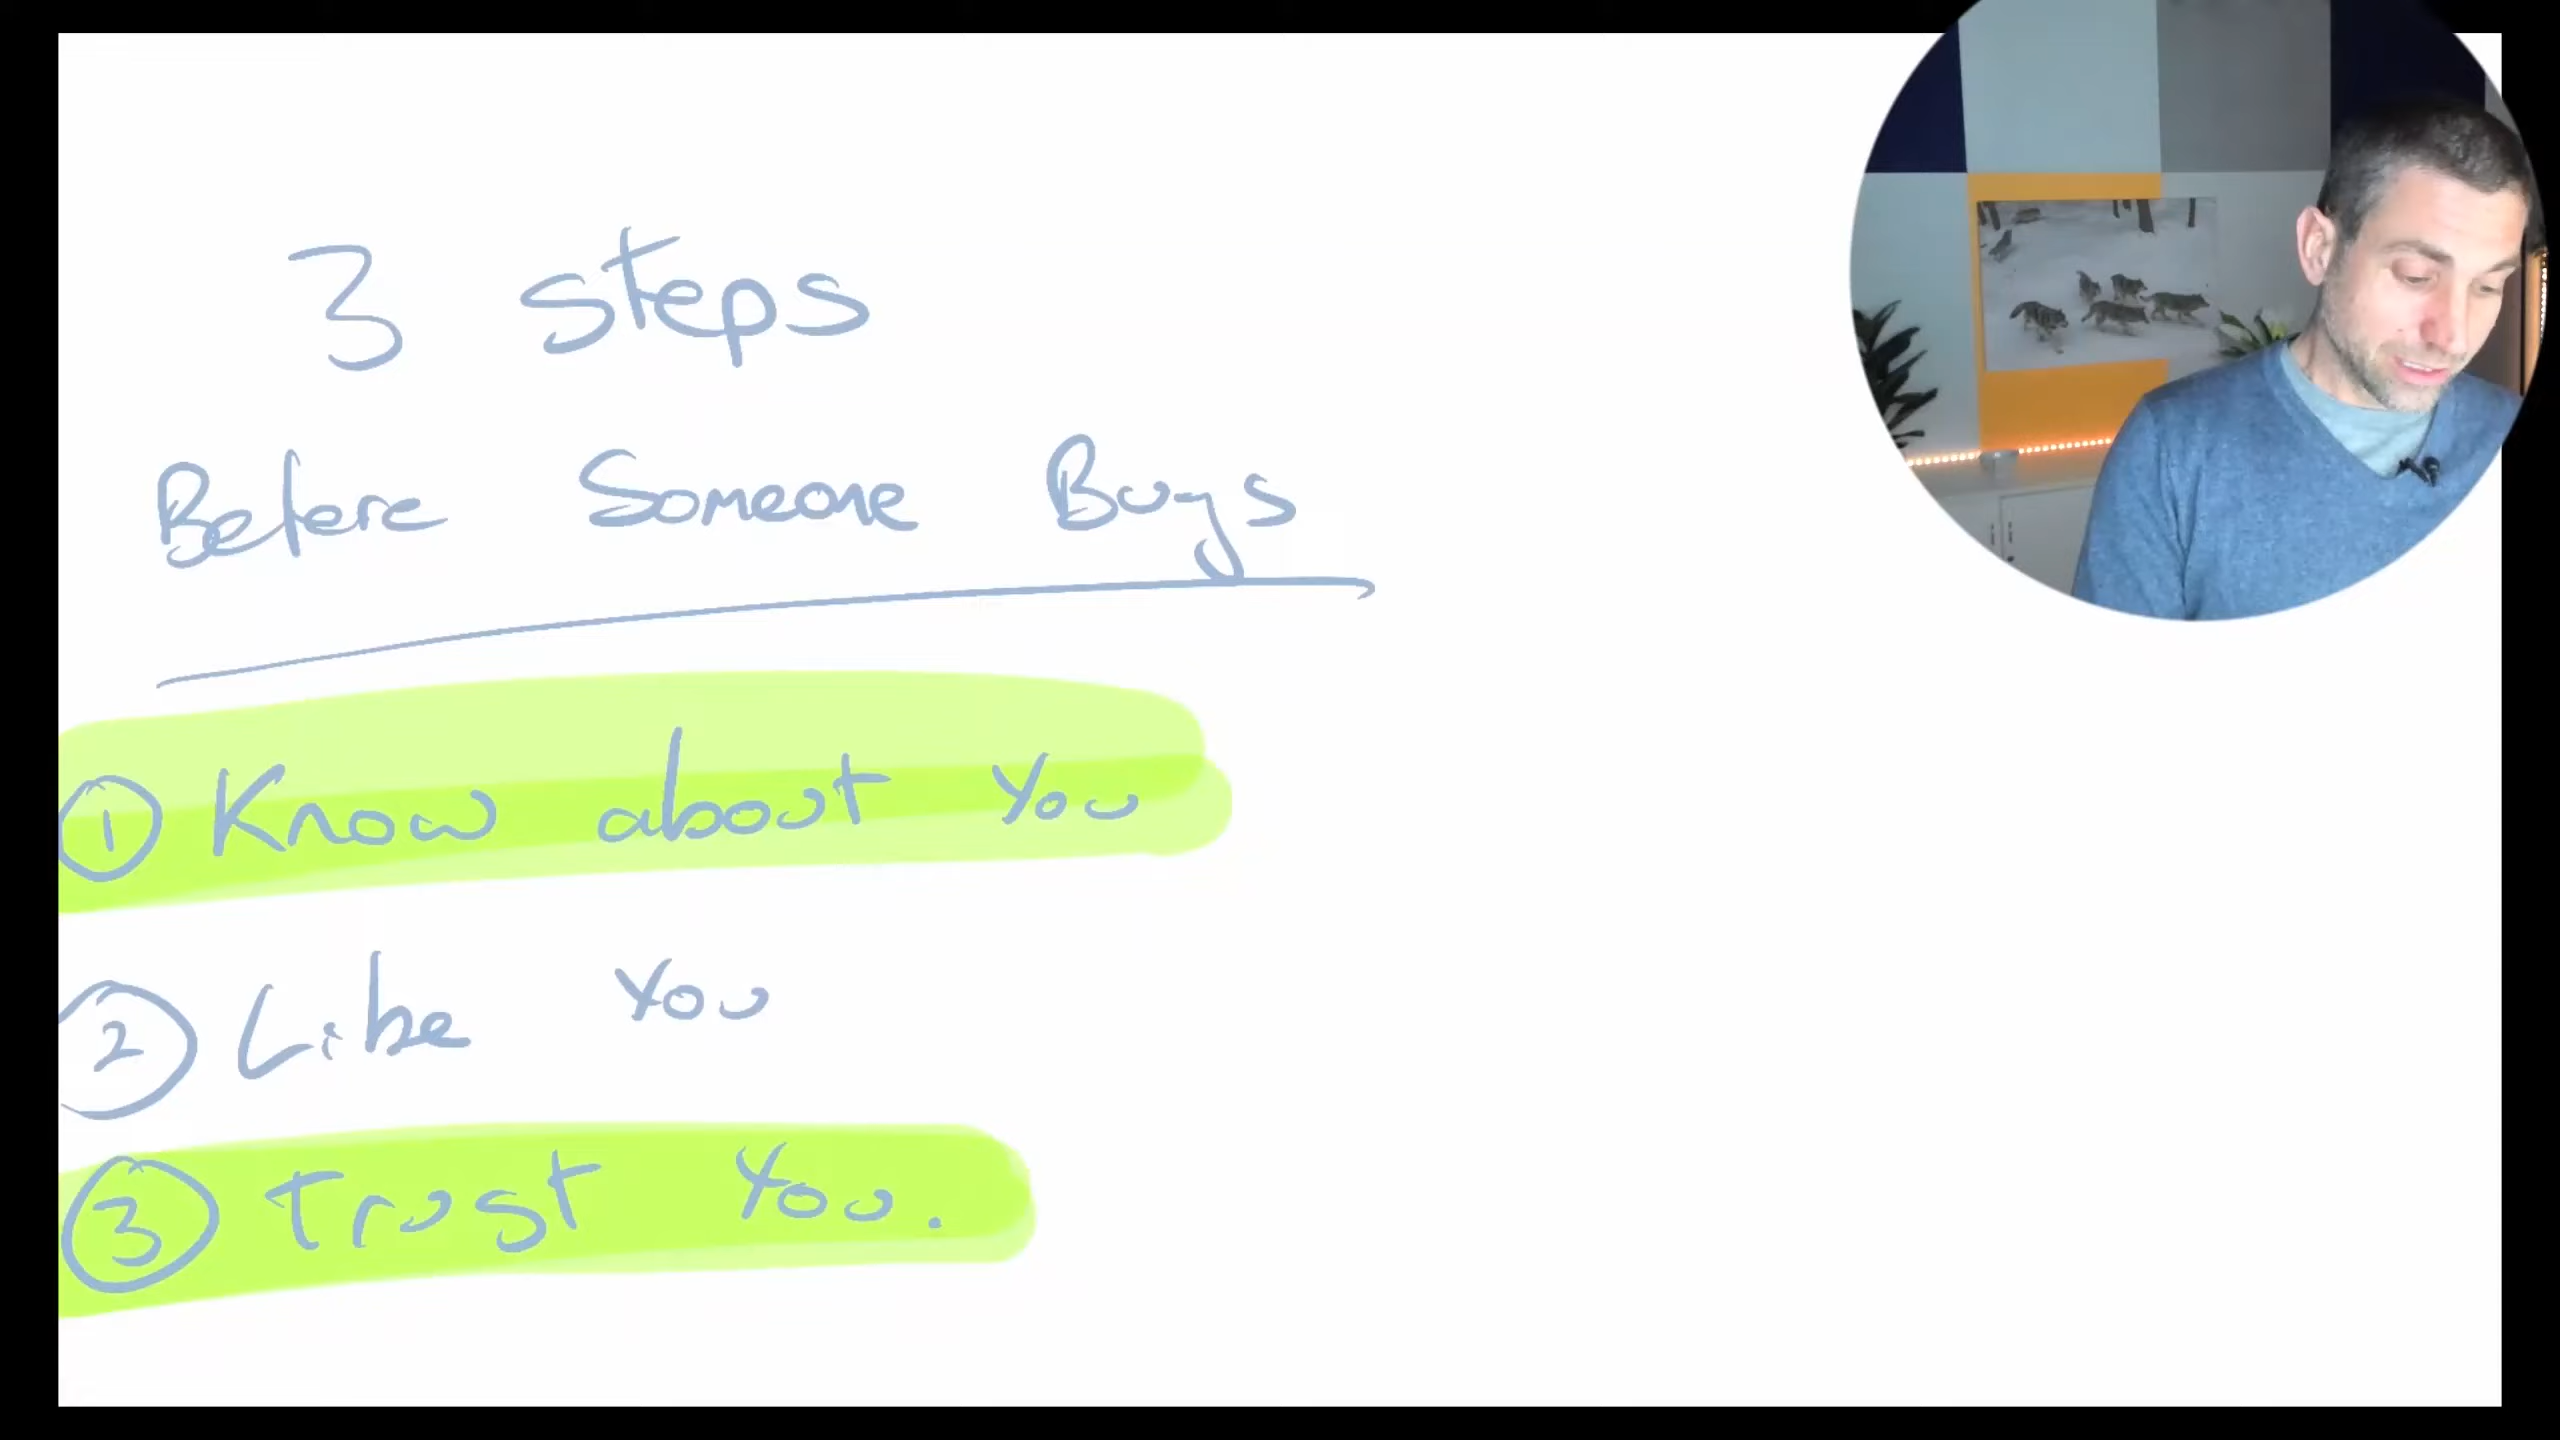 3 steps
Before Someone Buys
1 Know about You
2 Like You
3 Trust You.